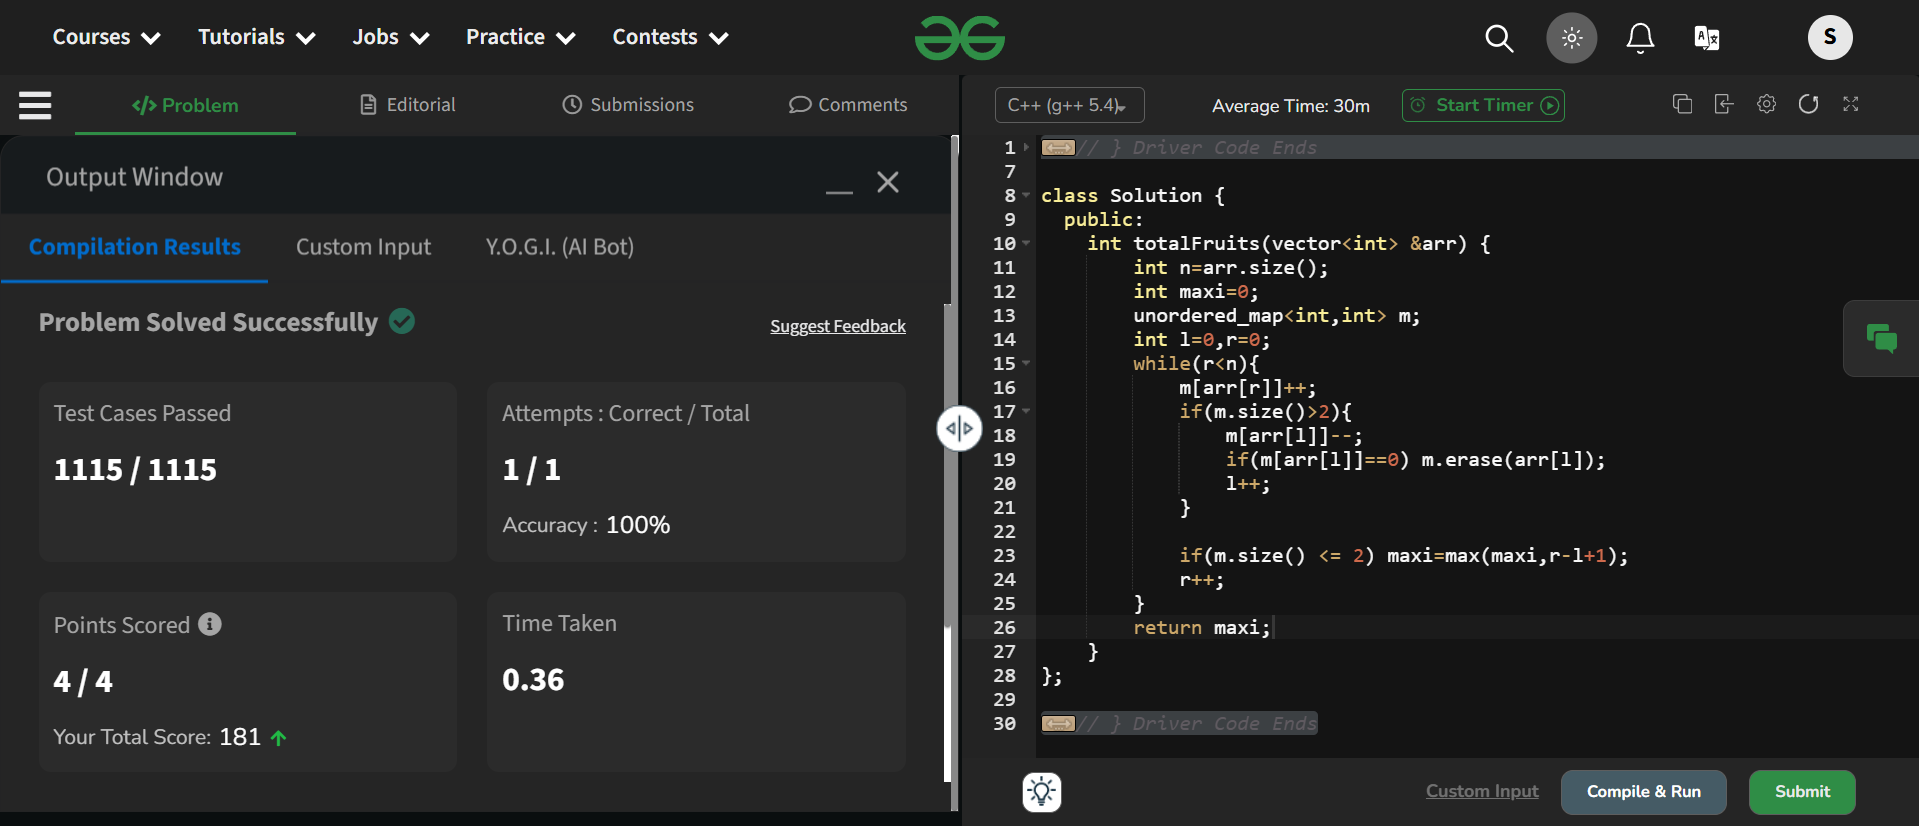 Courses Tutorials Jobs Practice Contests S
Problem Editorial Submissions Comments
Output Window
Compilation Results Custom Input Y.O.G.I. (AI Bot)
Problem Solved Successfully
Suggest Feedback
Test Cases Passed
1115 / 1115
Attempts : Correct / Total
1 / 1
Accuracy : 100%
Points Scored
4 / 4
Your Total Score: 181
Time Taken
0.36
C++ (g++ 5.4) Average Time: 30m Start Timer
1 // } Driver Code Ends
7
8 class Solution {
9 public:
10 int totalFruits(vector<int> &arr) {
11 int n=arr.size();
12 int maxi=0;
13 unordered_map<int,int> m;
14 int l=0,r=0;
15 while(r<n){
16 m[arr[r]]++;
17 if(m.size()>2){
18 m[arr[l]]--;
19 if(m[arr[l]]==0) m.erase(arr[l]);
20 l++;
21 }
22
23 if(m.size() <= 2) maxi=max(maxi,r-l+1);
24 r++;
25 }
26 return maxi;
27 }
28 };
29
30 // } Driver Code Ends
Custom Input Compile & Run Submit